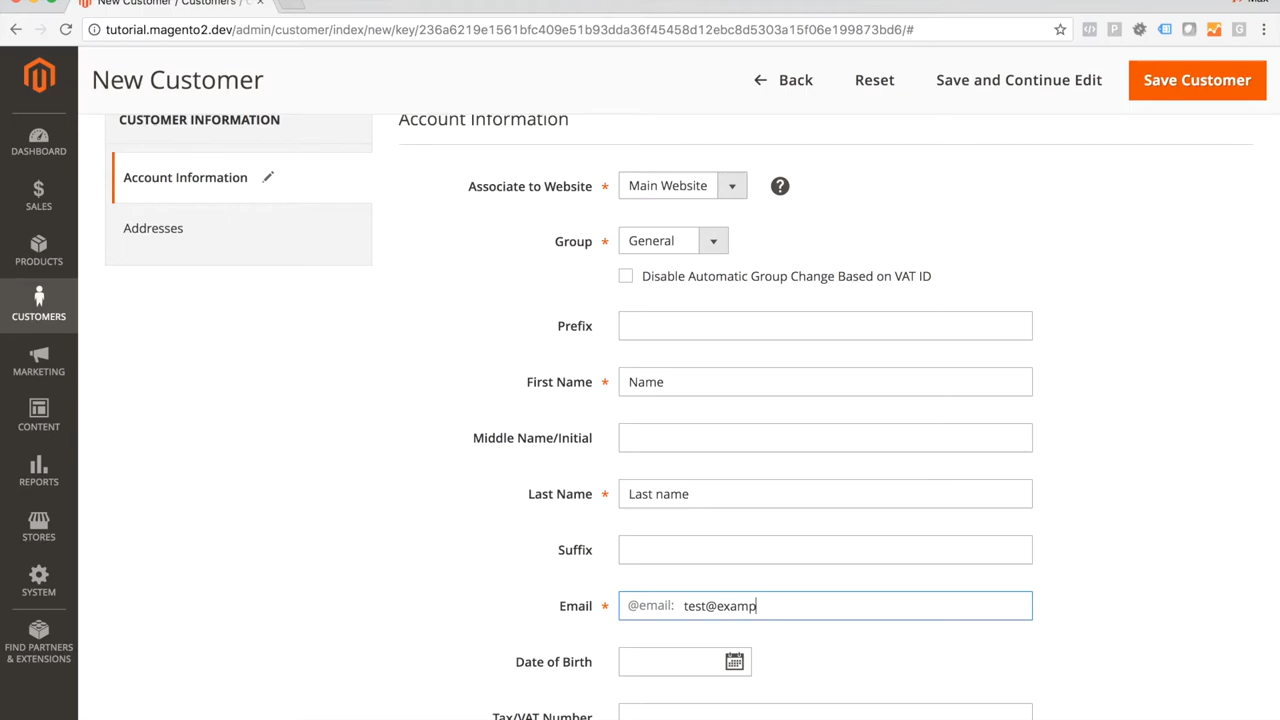 New Customer / Customers /
tutorial.magento2.dev/admin/customer/index/new/key/236a6219e1561bfc409e51b93dda36f45458d12ebc8d5303a15f06e199873bd6/#
New Customer
Back
Reset
Save and Continue Edit
Save Customer
DASHBOARD
SALES
PRODUCTS
CUSTOMERS
MARKETING
CONTENT
REPORTS
STORES
SYSTEM
FIND PARTNERS
& EXTENSIONS
CUSTOMER INFORMATION
Account Information
Addresses
Account Information
Associate to Website * Main Website ?
Group * General
Disable Automatic Group Change Based on VAT ID
Prefix
First Name * Name
Middle Name/Initial
Last Name * Last name
Suffix
Email * @email: test@examp
Date of Birth
Tax/VAT Number